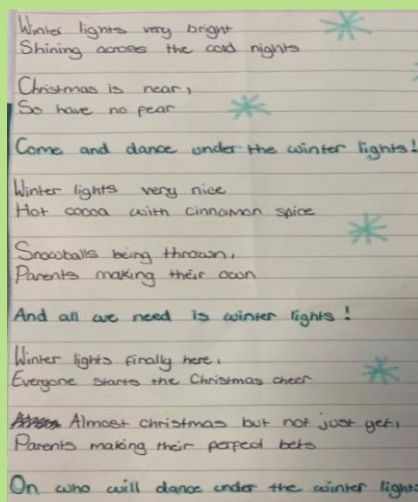 Winter lights very bright
Shining across the cold nights
Christmas is near,
So have no fear
Come and dance under the winter lights!
Winter lights very nice
Hot cocoa with cinnamon spice
Snowballs being thrown,
Parents making their own
And all we need is winter lights!
Winter lights finally here,
Everyone starts the Christmas cheer
Almost christmas but not just yet,
Parents making their perfect bets
On who will dance under the winter light